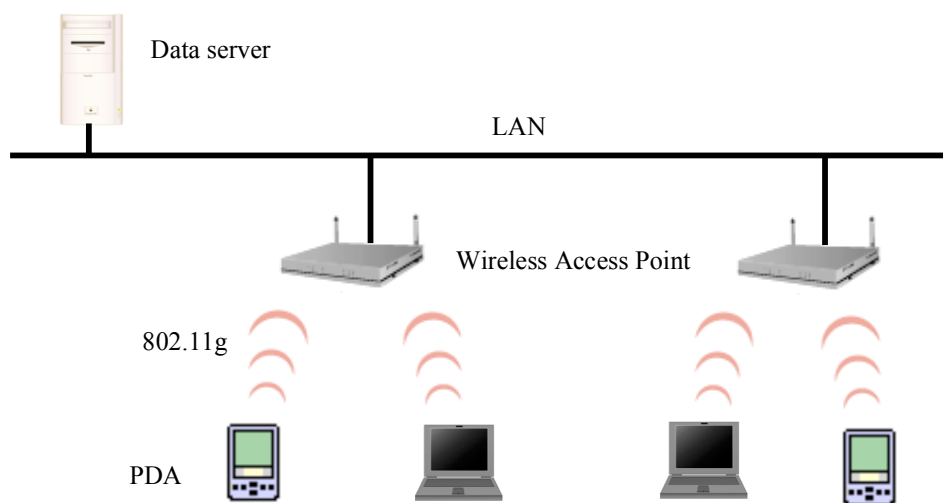 Data server
LAN
Wireless Access Point
802.11g
PDA